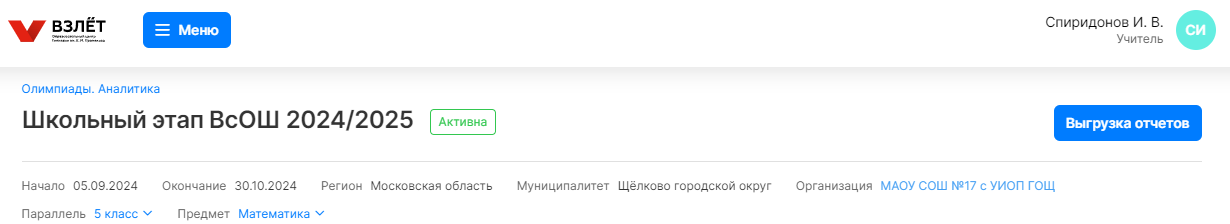 ВЗЛЁТ
Меню
Спиридонов И. В.
Учитель
СИ
Олимпиады. Аналитика
Школьный этап ВсОШ 2024/2025 Активна
Выгрузка отчетов
Начало 05.09.2024 Окончание 30.10.2024 Регион Московская область Муниципалитет Щёлково городской округ Организация МАОУ СОШ №17 с УИОП ГОЩ
Параллель 5 класс Предмет Математика